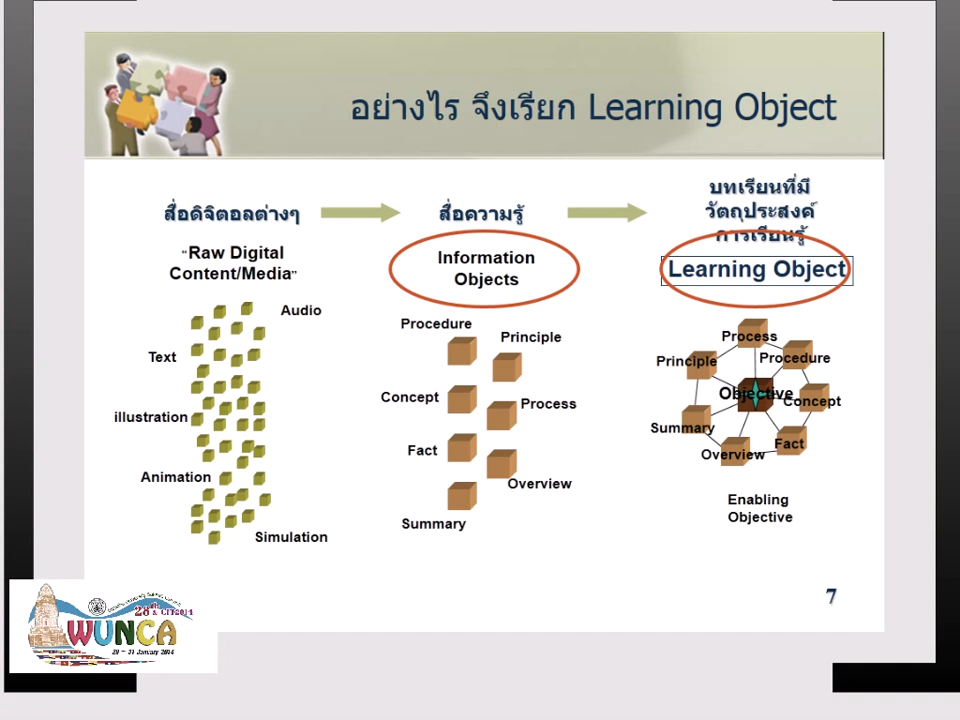 อย่างไร จึงเรียก Learning Object
สื่อดิจิตอลต่างๆ
"Raw Digital
Content/Media"
Audio
Text
illustration
Animation
Simulation
สื่อความรู้
Information
Objects
Procedure
Principle
Concept
Process
Fact
Overview
Summary
บทเรียนที่มี
วัตถุประสงค์
การเรียนรู้
Learning Object
Process
Principle
Procedure
Objective
Concept
Summary
Fact
Overview
Enabling
Objective
7
28th
& CIT2014
WUNCA
29 - 31 January 2014